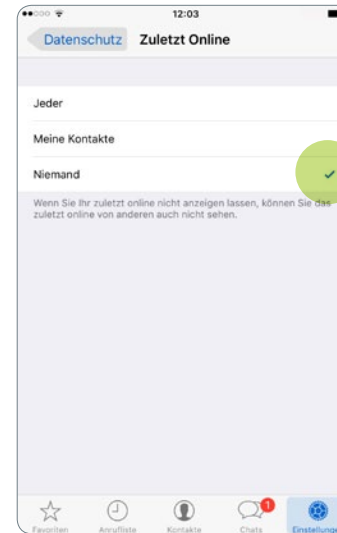 12:03
Datenschutz Zuletzt Online
Jeder
Meine Kontakte
Niemand
Wenn Sie Ihr zuletzt online nicht anzeigen lassen, können Sie das
zuletzt online von anderen auch nicht sehen.
1
Favoriten Anrufliste Kontakte Chats Einstellunge